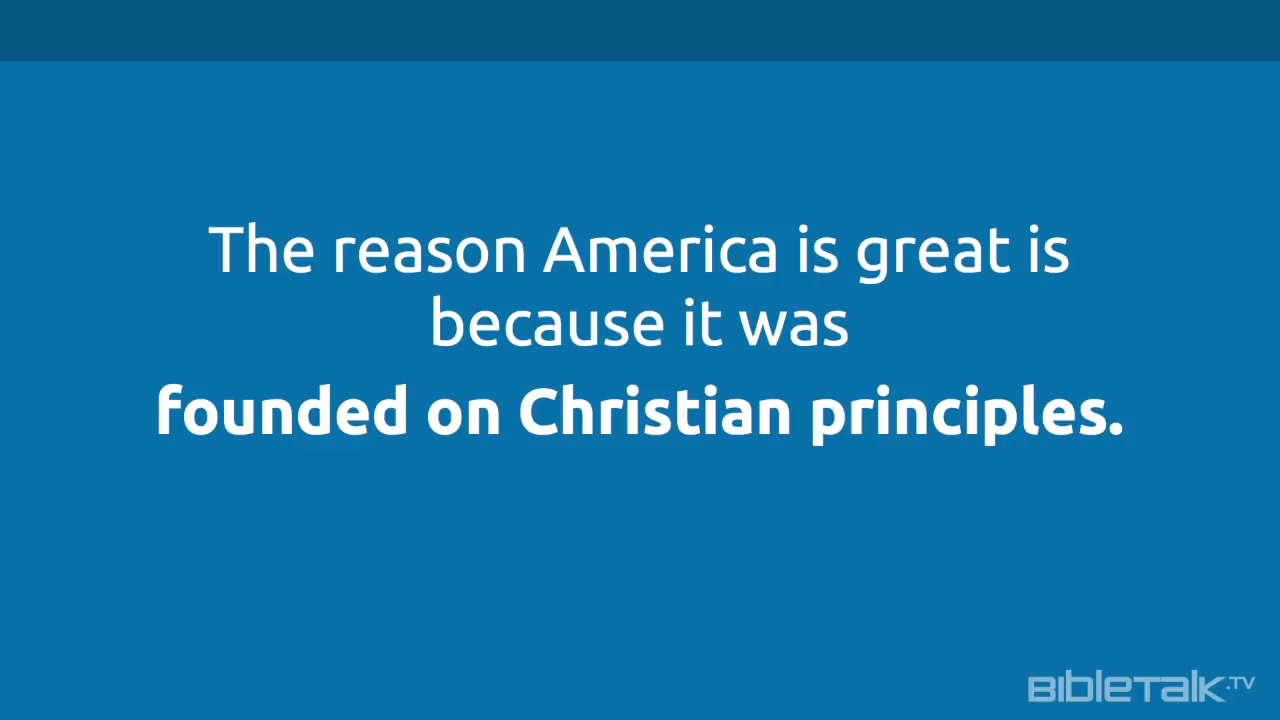 The reason America is great is
because it was
founded on Christian principles.
BibleTalk.TV